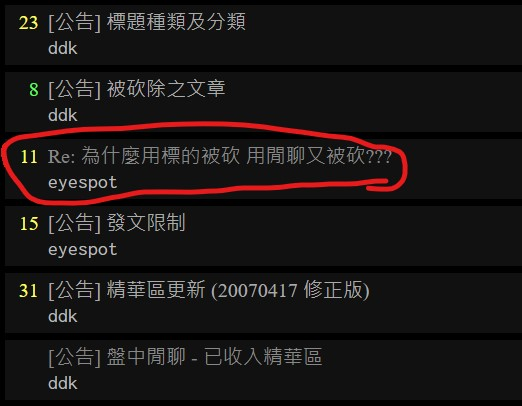 23 [公告] 標題種類及分類
ddk
8 [公告] 被砍除之文章
ddk
11 Re: 為什麼用標的被砍 用閒聊又被砍???
eyespot
15 [公告] 發文限制
eyespot
31 [公告] 精華區更新 (20070417 修正版)
ddk
[公告] 盤中閒聊 - 已收入精華區
ddk